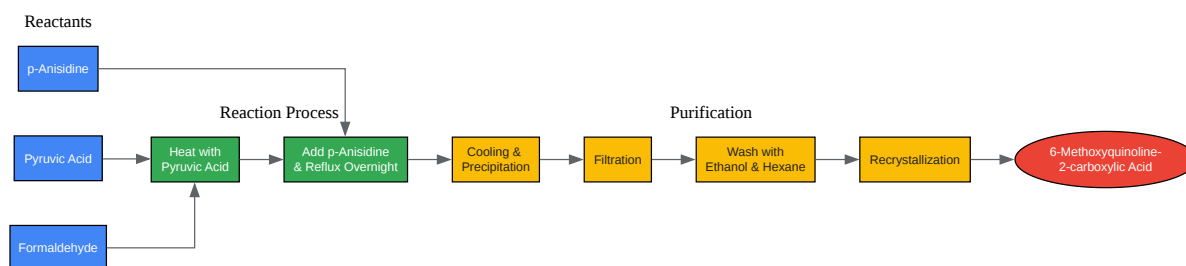 Reactants
p-Anisidine
Reaction Process
Purification
Pyruvic Acid
Heat with
Pyruvic Acid
Add p-Anisidine
& Reflux Overnight
Cooling &
Precipitation
Filtration
Wash with
Ethanol & Hexane
Recrystallization
6-Methoxyquinoline-
2-carboxylic Acid
Formaldehyde